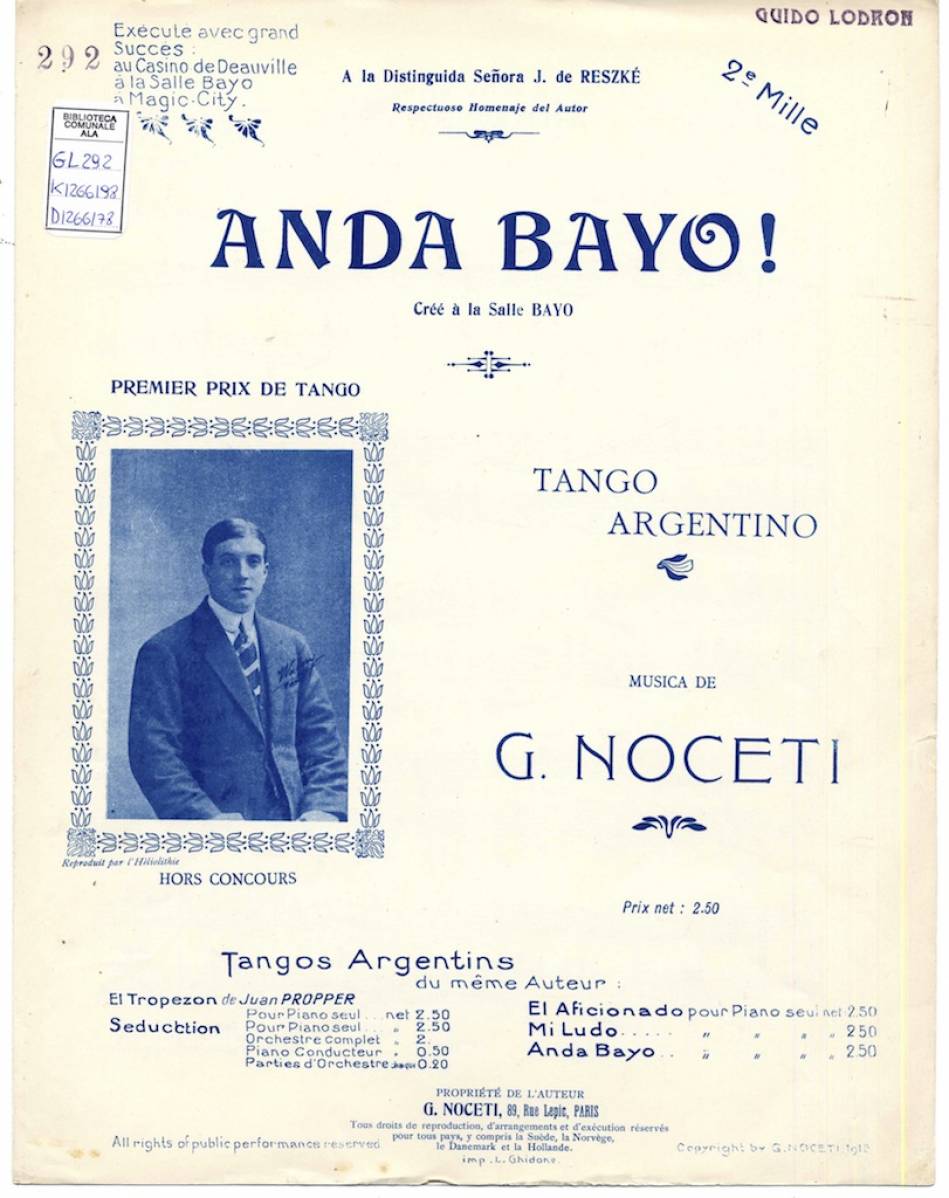 GUIDO LODRON
292
Exécuté avec grand
Succès :
au Casino de Deauville
à la Salle Bayo
à Magic-City.
A la Distinguida Señora J. de RESZKÉ
Respectuoso Homenaje del Autor
2e Mille
BIBLIOTECA
COMUNALE
ALA
GL292
K1266198
D1266178
ANDA BAYO!
Créé à la Salle BAYO
PREMIER PRIX DE TANGO
TANGO
ARGENTINO
MUSICA DE
G. NOCETI
Reproduit par l'Héliolithie
HORS CONCOURS
Prix net : 2.50
Tangos Argentins
du même Auteur :
El Tropezon de Juan PROPPER
Pour Piano seul... net 2.50
Seducction Pour Piano seul... „ 2.50
Orchestre complet „ 2.
Piano Conducteur „ 0.50
Parties d'Orchestre chaque 0.20
El Aficionado pour Piano seul net 2.50
Mi Ludo..... „ „ „ „ 2.50
Anda Bayo.. „ „ „ „ 2.50
PROPRIÉTÉ DE L'AUTEUR
G. NOCETI, 89, Rue Lepic, PARIS
Tous droits de reproduction, d'arrangements et d'exécution réservés
pour tous pays, y compris la Suède, la Norvège,
le Danemark et la Hollande.
imp. L. Ghidone.
All rights of public performance reserved
Copyright by G. NOCETI